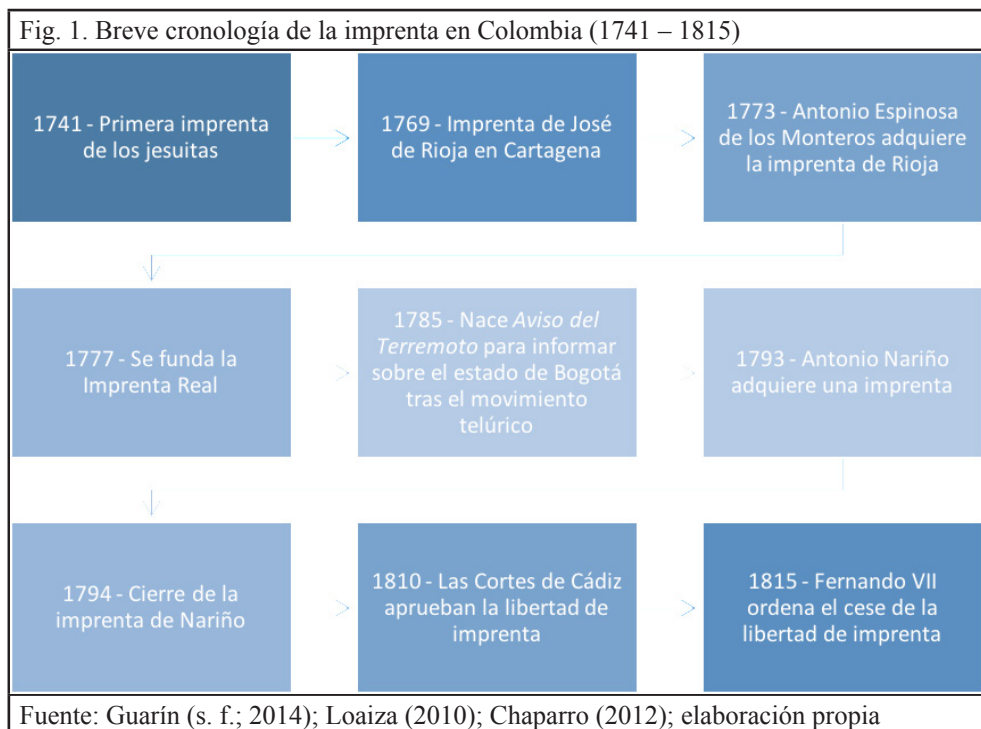 Fig. 1. Breve cronología de la imprenta en Colombia (1741 – 1815)
1741 - Primera imprenta
de los jesuitas
1769 - Imprenta de José
de Rioja en Cartagena
1773 - Antonio Espinosa
de los Monteros adquiere
la imprenta de Rioja
1777 - Se funda la
Imprenta Real
1785 - Nace Aviso del
Terremoto para informar
sobre el estado de Bogotá
tras el movimiento
telúrico
1793 - Antonio Nariño
adquiere una imprenta
1794 - Cierre de la
imprenta de Nariño
1810 - Las Cortes de Cádiz
aprueban la libertad de
imprenta
1815 - Fernando VII
ordena el cese de la
libertad de imprenta
Fuente: Guarín (s. f.; 2014); Loaiza (2010); Chaparro (2012); elaboración propia